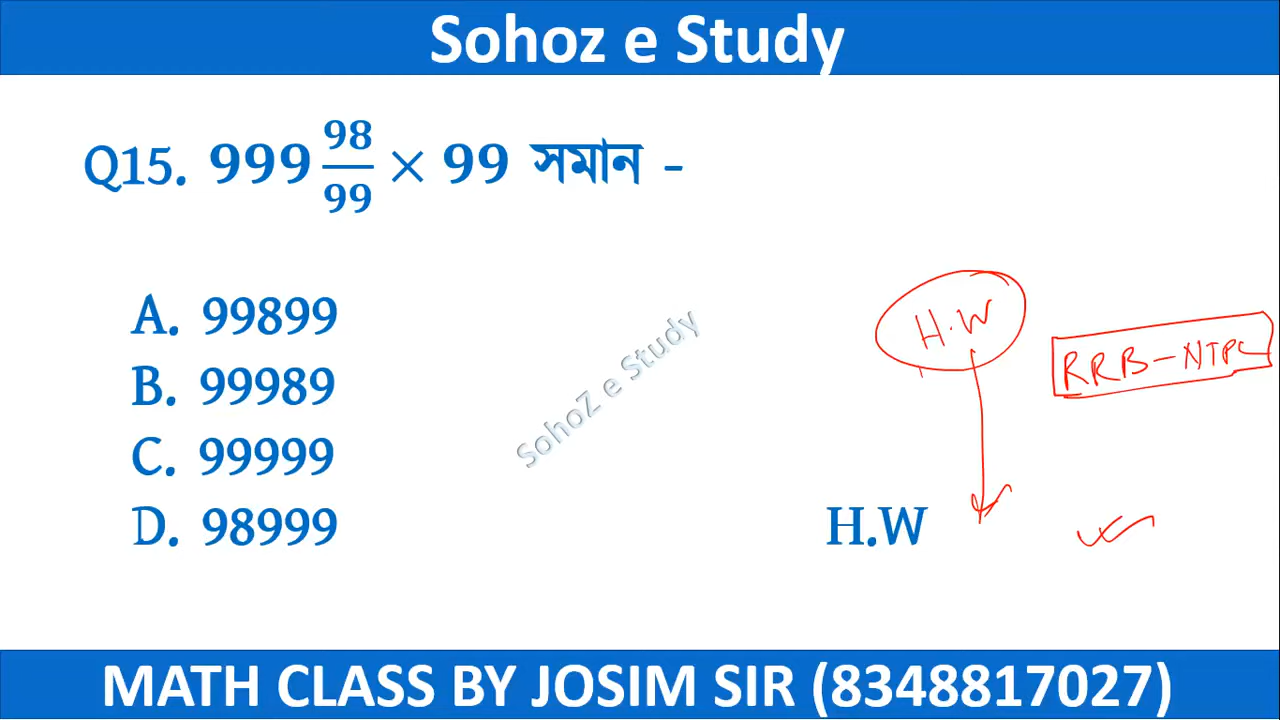 Sohoz e Study
Q15. 999 98/99 × 99 সমান -
A. 99899
B. 99989
C. 99999
D. 98999
H.W
RRB-NTPC
H.W
SohoZ e Study
MATH CLASS BY JOSIM SIR (8348817027)